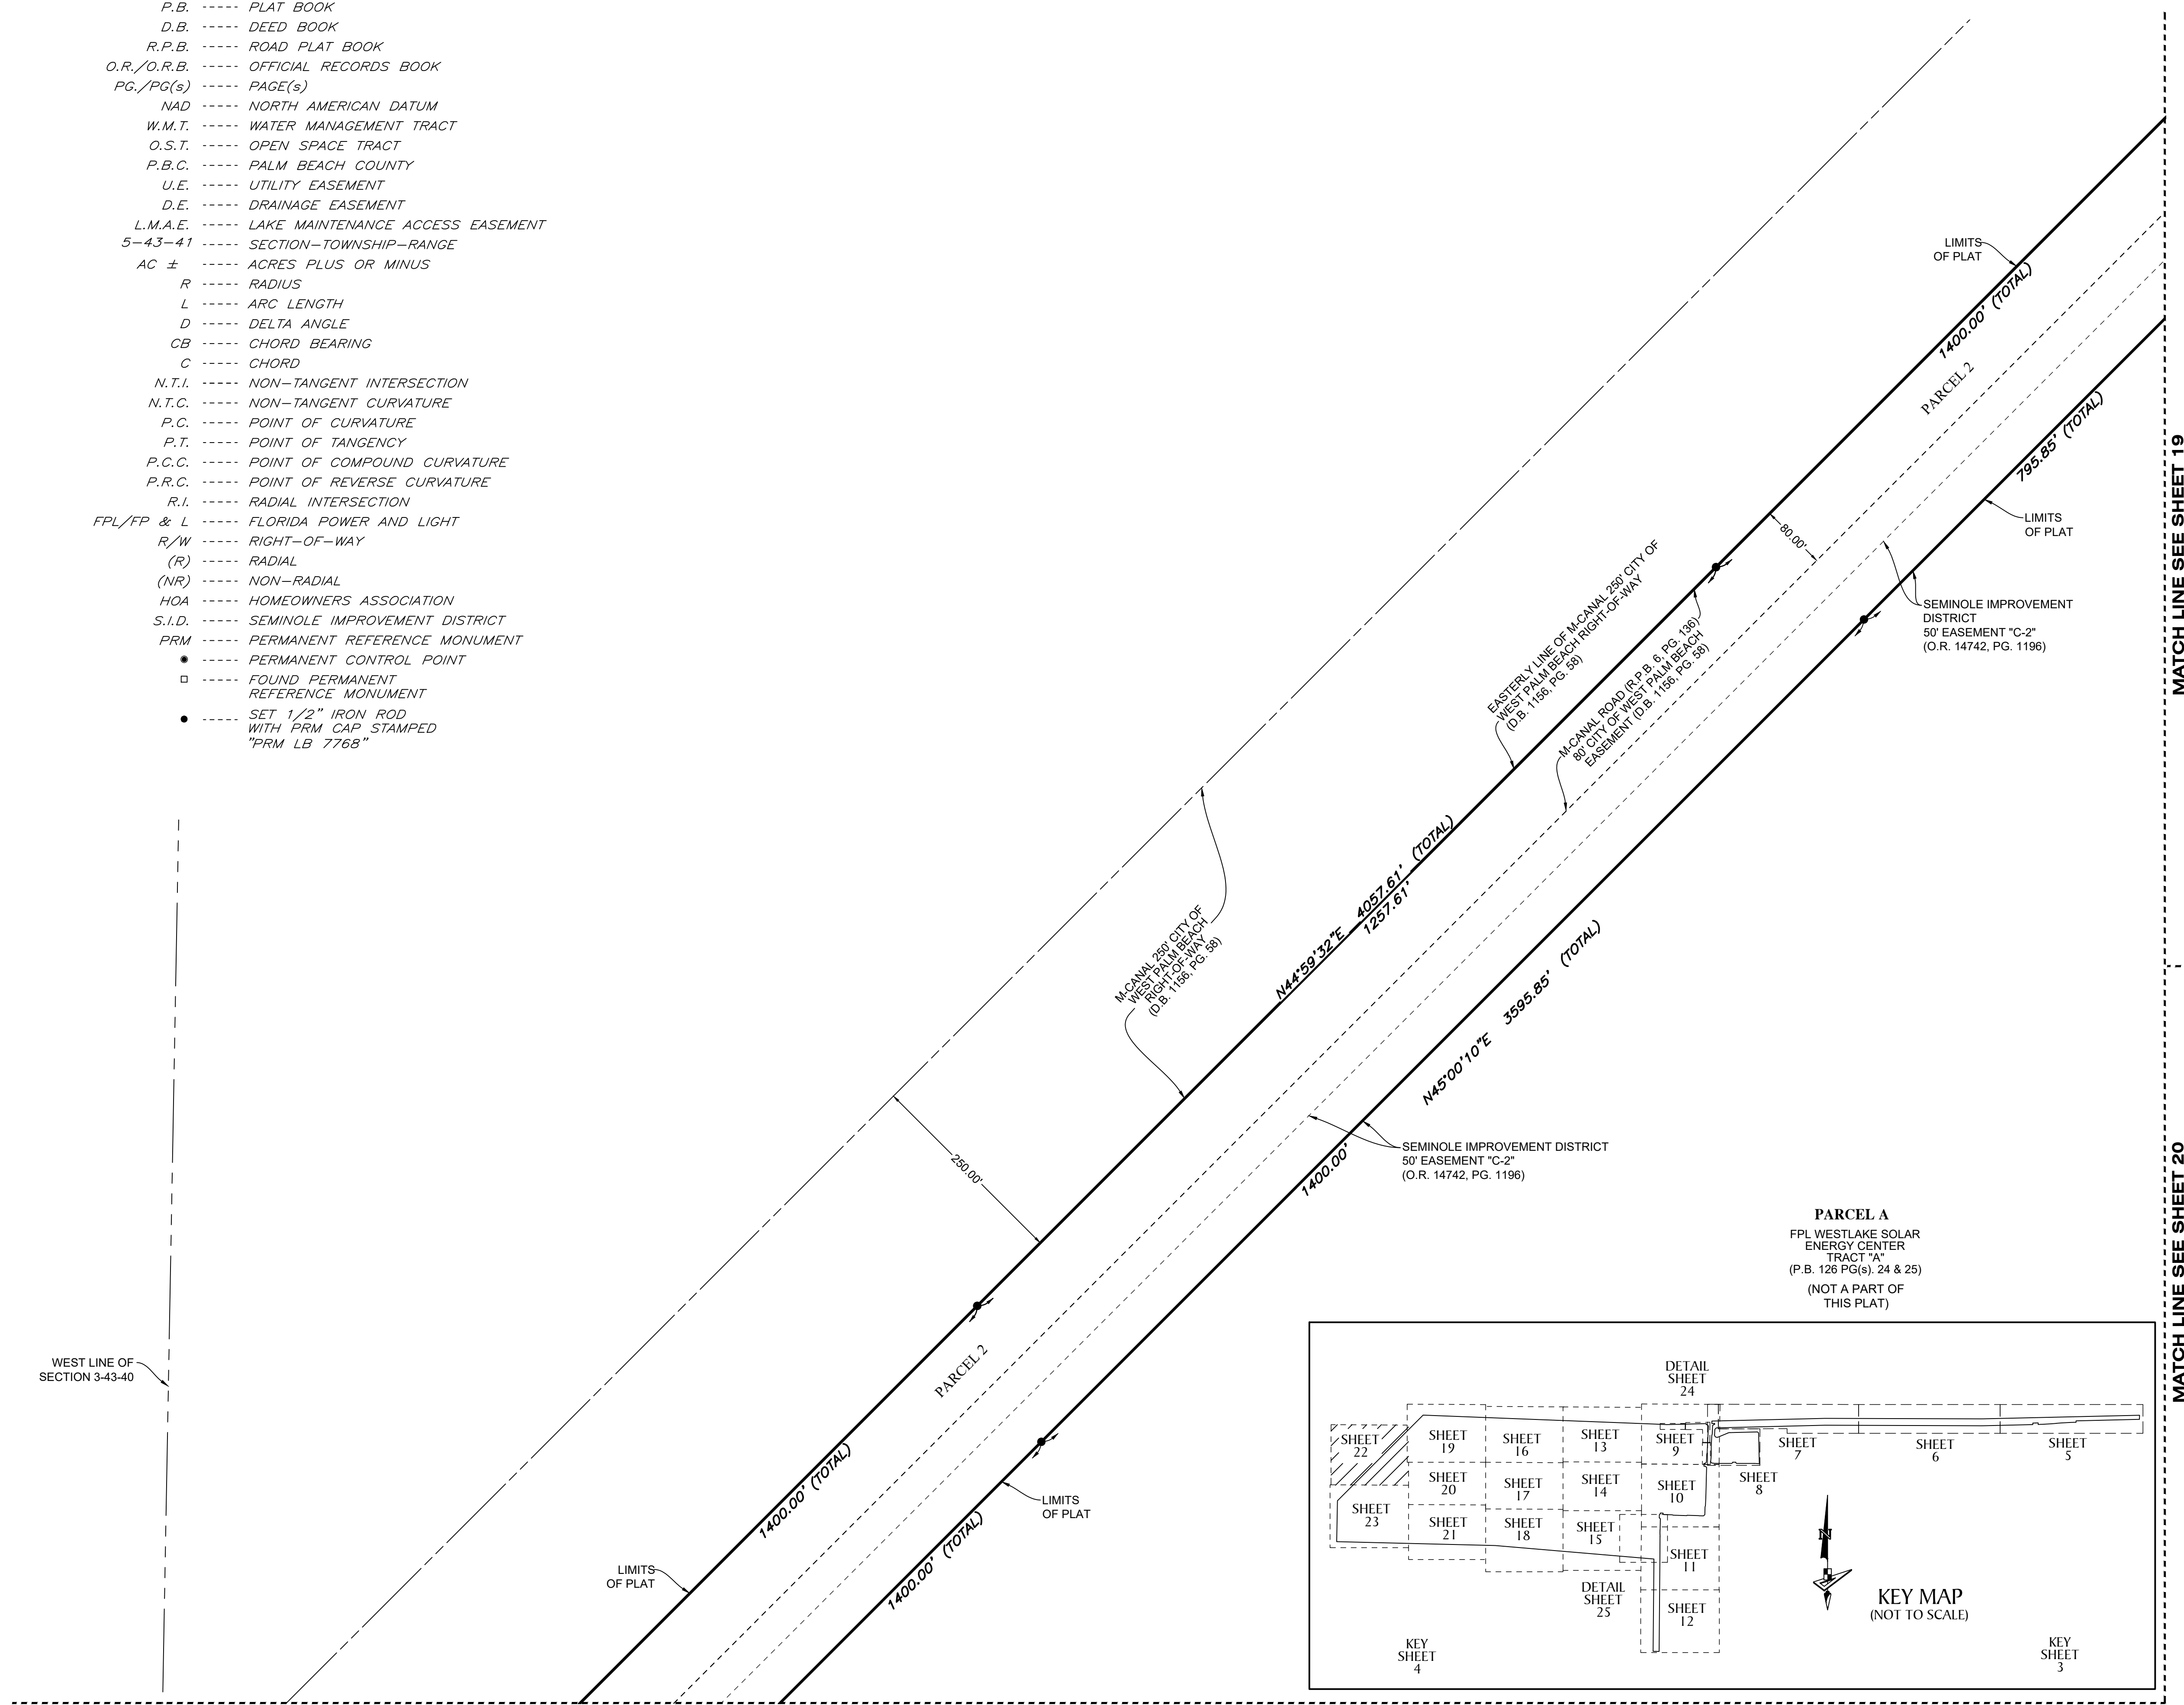 P.B. ----- PLAT BOOK
D.B. ----- DEED BOOK
R.P.B. ----- ROAD PLAT BOOK
O.R./O.R.B. ----- OFFICIAL RECORDS BOOK
PG./PG(s) ----- PAGE(s)
NAD ----- NORTH AMERICAN DATUM
W.M.T. ----- WATER MANAGEMENT TRACT
O.S.T. ----- OPEN SPACE TRACT
P.B.C. ----- PALM BEACH COUNTY
U.E. ----- UTILITY EASEMENT
D.E. ----- DRAINAGE EASEMENT
L.M.A.E. ----- LAKE MAINTENANCE ACCESS EASEMENT
5-43-41 ----- SECTION-TOWNSHIP-RANGE
AC ± ----- ACRES PLUS OR MINUS
R ----- RADIUS
L ----- ARC LENGTH
D ----- DELTA ANGLE
CB ----- CHORD BEARING
C ----- CHORD
N.T.I. ----- NON-TANGENT INTERSECTION
N.T.C. ----- NON-TANGENT CURVATURE
P.C. ----- POINT OF CURVATURE
P.T. ----- POINT OF TANGENCY
P.C.C. ----- POINT OF COMPOUND CURVATURE
P.R.C. ----- POINT OF REVERSE CURVATURE
R.I. ----- RADIAL INTERSECTION
FPL/FP & L ----- FLORIDA POWER AND LIGHT
R/W ----- RIGHT-OF-WAY
(R) ----- RADIAL
(NR) ----- NON-RADIAL
HOA ----- HOMEOWNERS ASSOCIATION
S.I.D. ----- SEMINOLE IMPROVEMENT DISTRICT
PRM ----- PERMANENT REFERENCE MONUMENT
----- PERMANENT CONTROL POINT
----- FOUND PERMANENT
REFERENCE MONUMENT
----- SET 1/2" IRON ROD
WITH PRM CAP STAMPED
"PRM LB 7768"
LIMITS
OF PLAT
1400.00' (TOTAL)
PARCEL 2
795.85' (TOTAL)
LIMITS
OF PLAT
MATCH LINE SEE SHEET 19
80.00'
SEMINOLE IMPROVEMENT
DISTRICT
50' EASEMENT "C-2"
(O.R. 14742, PG. 1196)
EASTERLY LINE OF M-CANAL 250' CITY OF
WEST PALM BEACH RIGHT-OF-WAY
(D.B. 1156, PG. 58)
M-CANAL ROAD (R.P.B. 6, PG. 136)
80' CITY OF WEST PALM BEACH
EASEMENT (D.B. 1156, PG. 58)
N44°59'32"E 4057.61' (TOTAL)
1257.61'
M-CANAL 250' CITY OF
WEST PALM BEACH
RIGHT-OF-WAY
(D.B. 1156, PG. 58)
N45°00'10"E 3595.85' (TOTAL)
250.00'
SEMINOLE IMPROVEMENT DISTRICT
50' EASEMENT "C-2"
(O.R. 14742, PG. 1196)
1400.00'
MATCH LINE SEE SHEET 20
PARCEL A
FPL WESTLAKE SOLAR
ENERGY CENTER
TRACT "A"
(P.B. 126 PG(s). 24 & 25)
(NOT A PART OF
THIS PLAT)
WEST LINE OF
SECTION 3-43-40
PARCEL 2
1400.00' (TOTAL)
LIMITS
OF PLAT
LIMITS
OF PLAT
1400.00' (TOTAL)
DETAIL
SHEET
24
SHEET
22
SHEET
19
SHEET
16
SHEET
13
SHEET
9
SHEET
7
SHEET
6
SHEET
5
SHEET
20
SHEET
17
SHEET
14
SHEET
10
SHEET
8
SHEET
23
SHEET
21
SHEET
18
SHEET
15
SHEET
11
DETAIL
SHEET
25
SHEET
12
N
KEY MAP
(NOT TO SCALE)
KEY
SHEET
4
KEY
SHEET
3